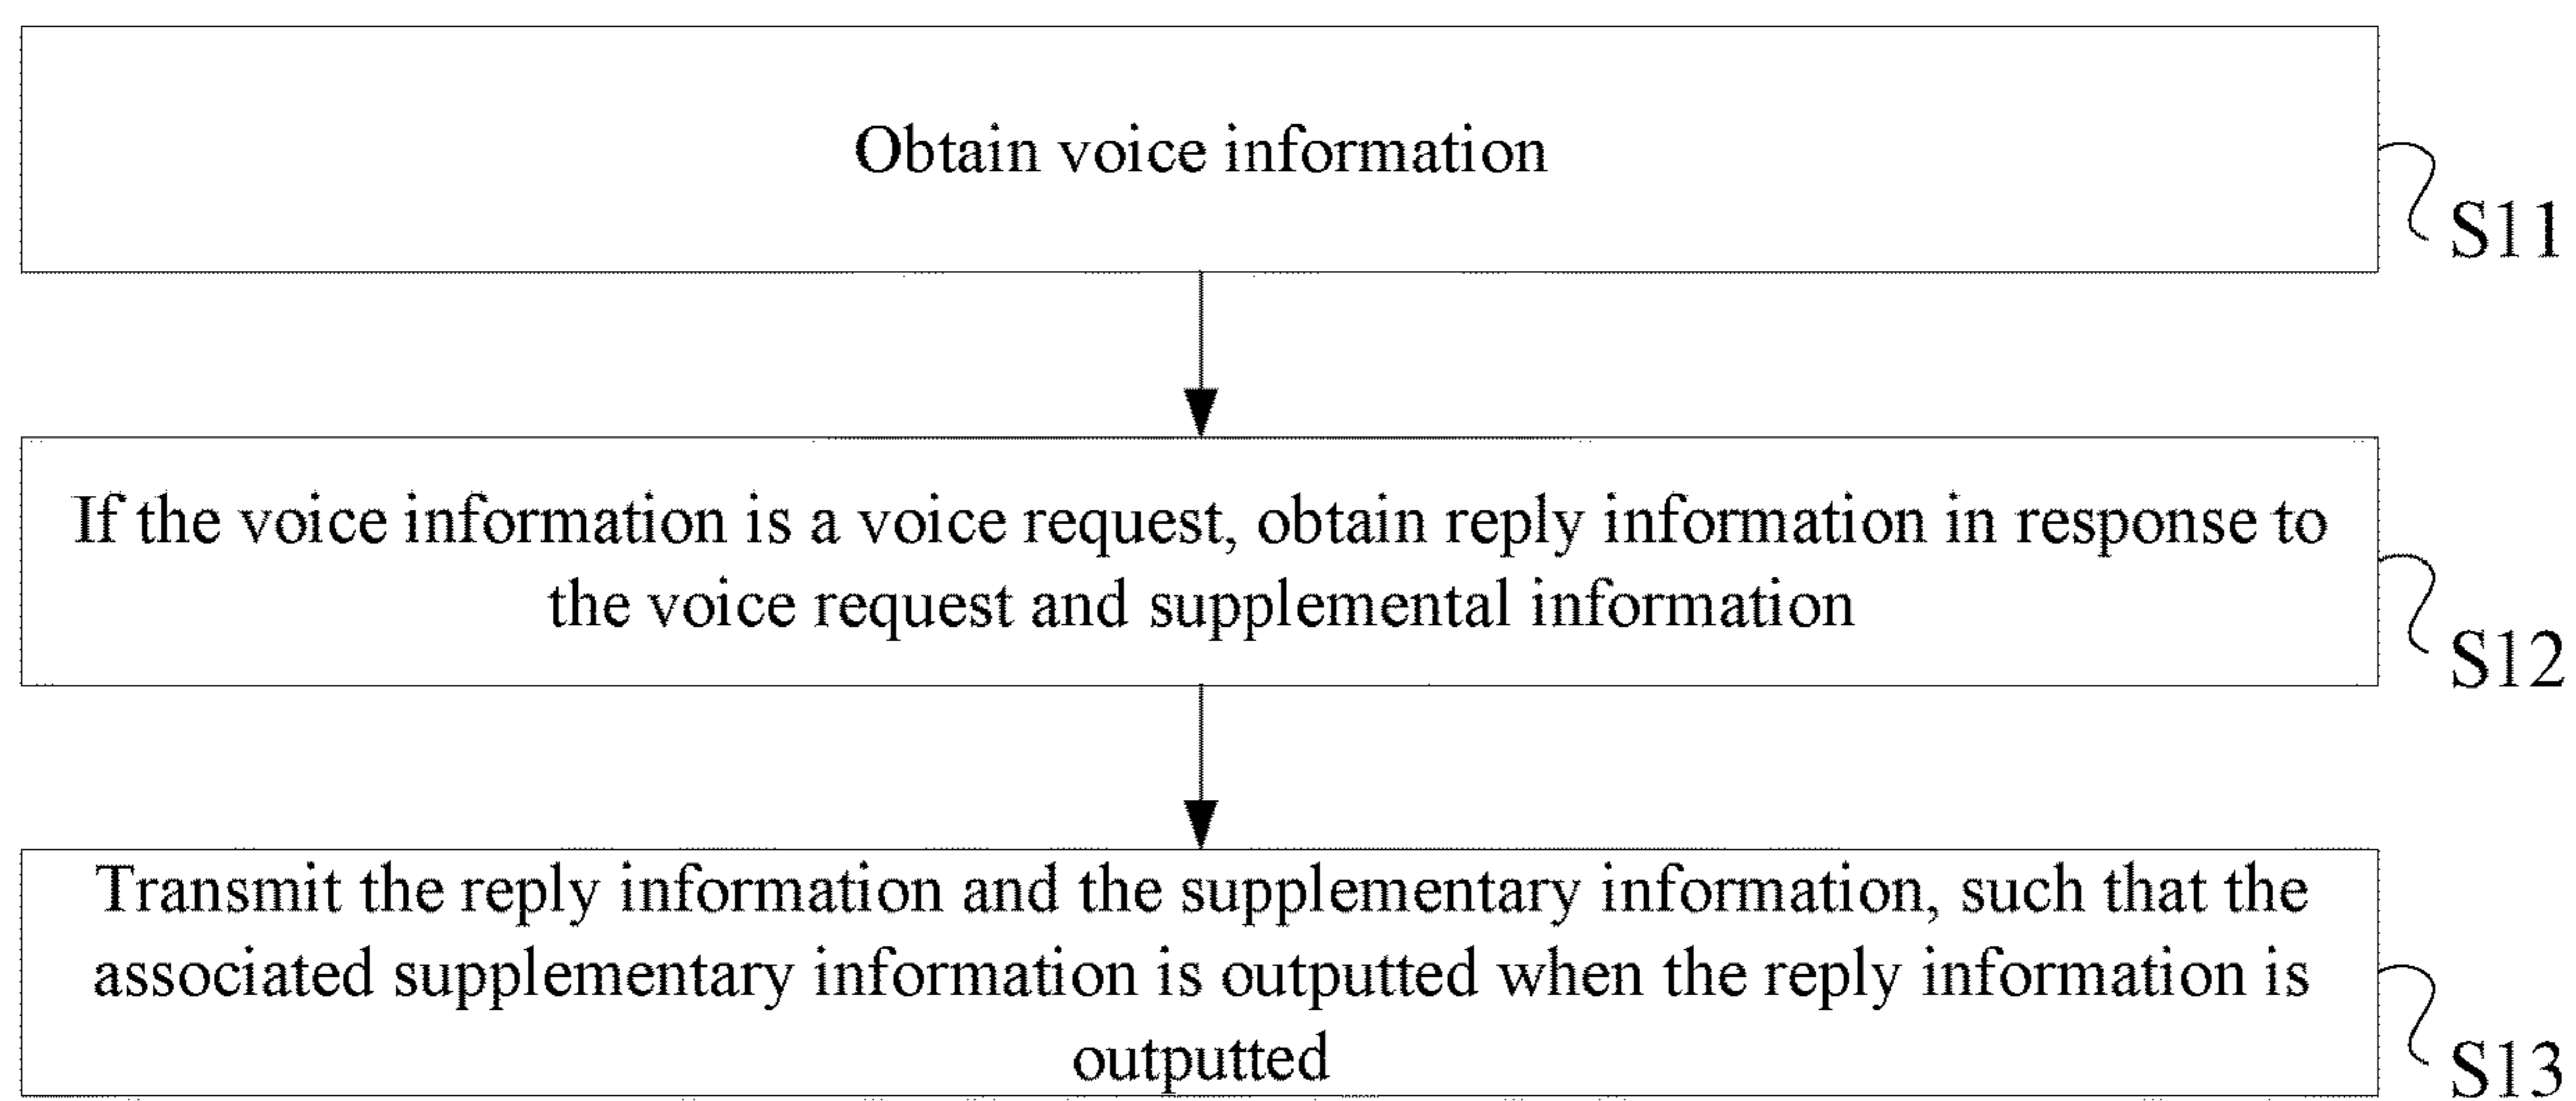 Obtain voice information
S11
If the voice information is a voice request, obtain reply information in response to
the voice request and supplemental information
S12
Transmit the reply information and the supplementary information, such that the
associated supplementary information is outputted when the reply information is
outputted
S13